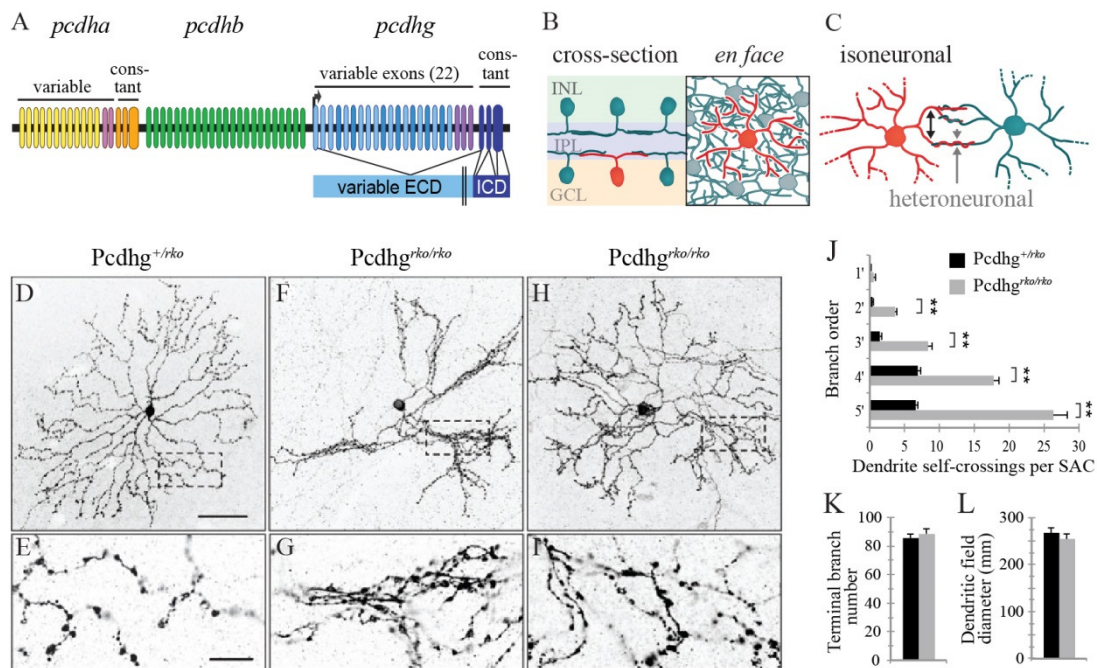 A
pcdha
pcdhb
pcdhg
variable
cons-
tant
variable exons (22)
cons-
tant
variable ECD
ICD
B
cross-section
en face
INL
IPL
GCL
C
isoneuronal
heteroneuronal
Pcdhg+/rko
Pcdhgrko/rko
Pcdhgrko/rko
D
F
H
E
G
I
J
Pcdhg+/rko
Pcdhgrko/rko
Branch order
1'
2'
3'
4'
5'
**
**
**
**
0 5 10 15 20 25 30
Dendrite self-crossings per SAC
K
Terminal branch
number
100
80
60
40
20
0
L
Dendritic field
diameter (mm)
300
200
100
0